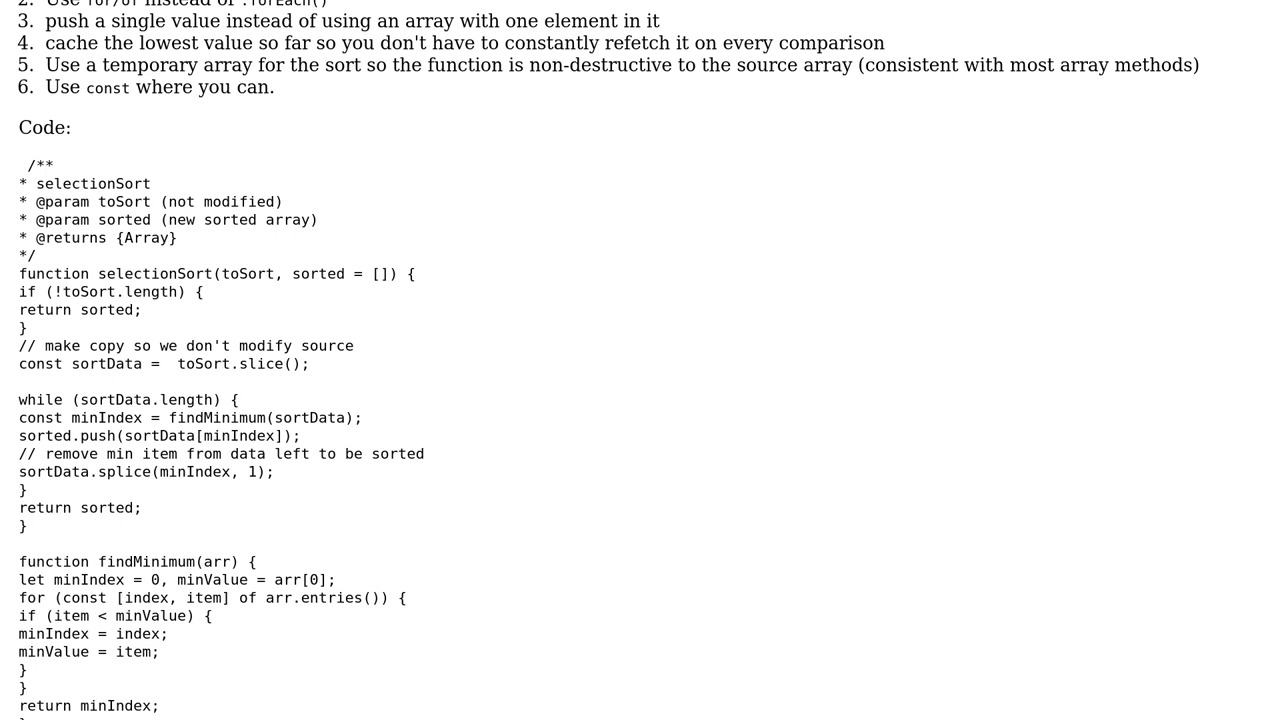 2. Use for/of instead of .forEach()
3. push a single value instead of using an array with one element in it
4. cache the lowest value so far so you don't have to constantly refetch it on every comparison
5. Use a temporary array for the sort so the function is non-destructive to the source array (consistent with most array methods)
6. Use const where you can.
Code:
/**
* selectionSort
* @param toSort (not modified)
* @param sorted (new sorted array)
* @returns {Array}
*/
function selectionSort(toSort, sorted = []) {
if (!toSort.length) {
return sorted;
}
// make copy so we don't modify source
const sortData =  toSort.slice();
while (sortData.length) {
const minIndex = findMinimum(sortData);
sorted.push(sortData[minIndex]);
// remove min item from data left to be sorted
sortData.splice(minIndex, 1);
}
return sorted;
}
function findMinimum(arr) {
let minIndex = 0, minValue = arr[0];
for (const [index, item] of arr.entries()) {
if (item < minValue) {
minIndex = index;
minValue = item;
}
}
return minIndex;
}